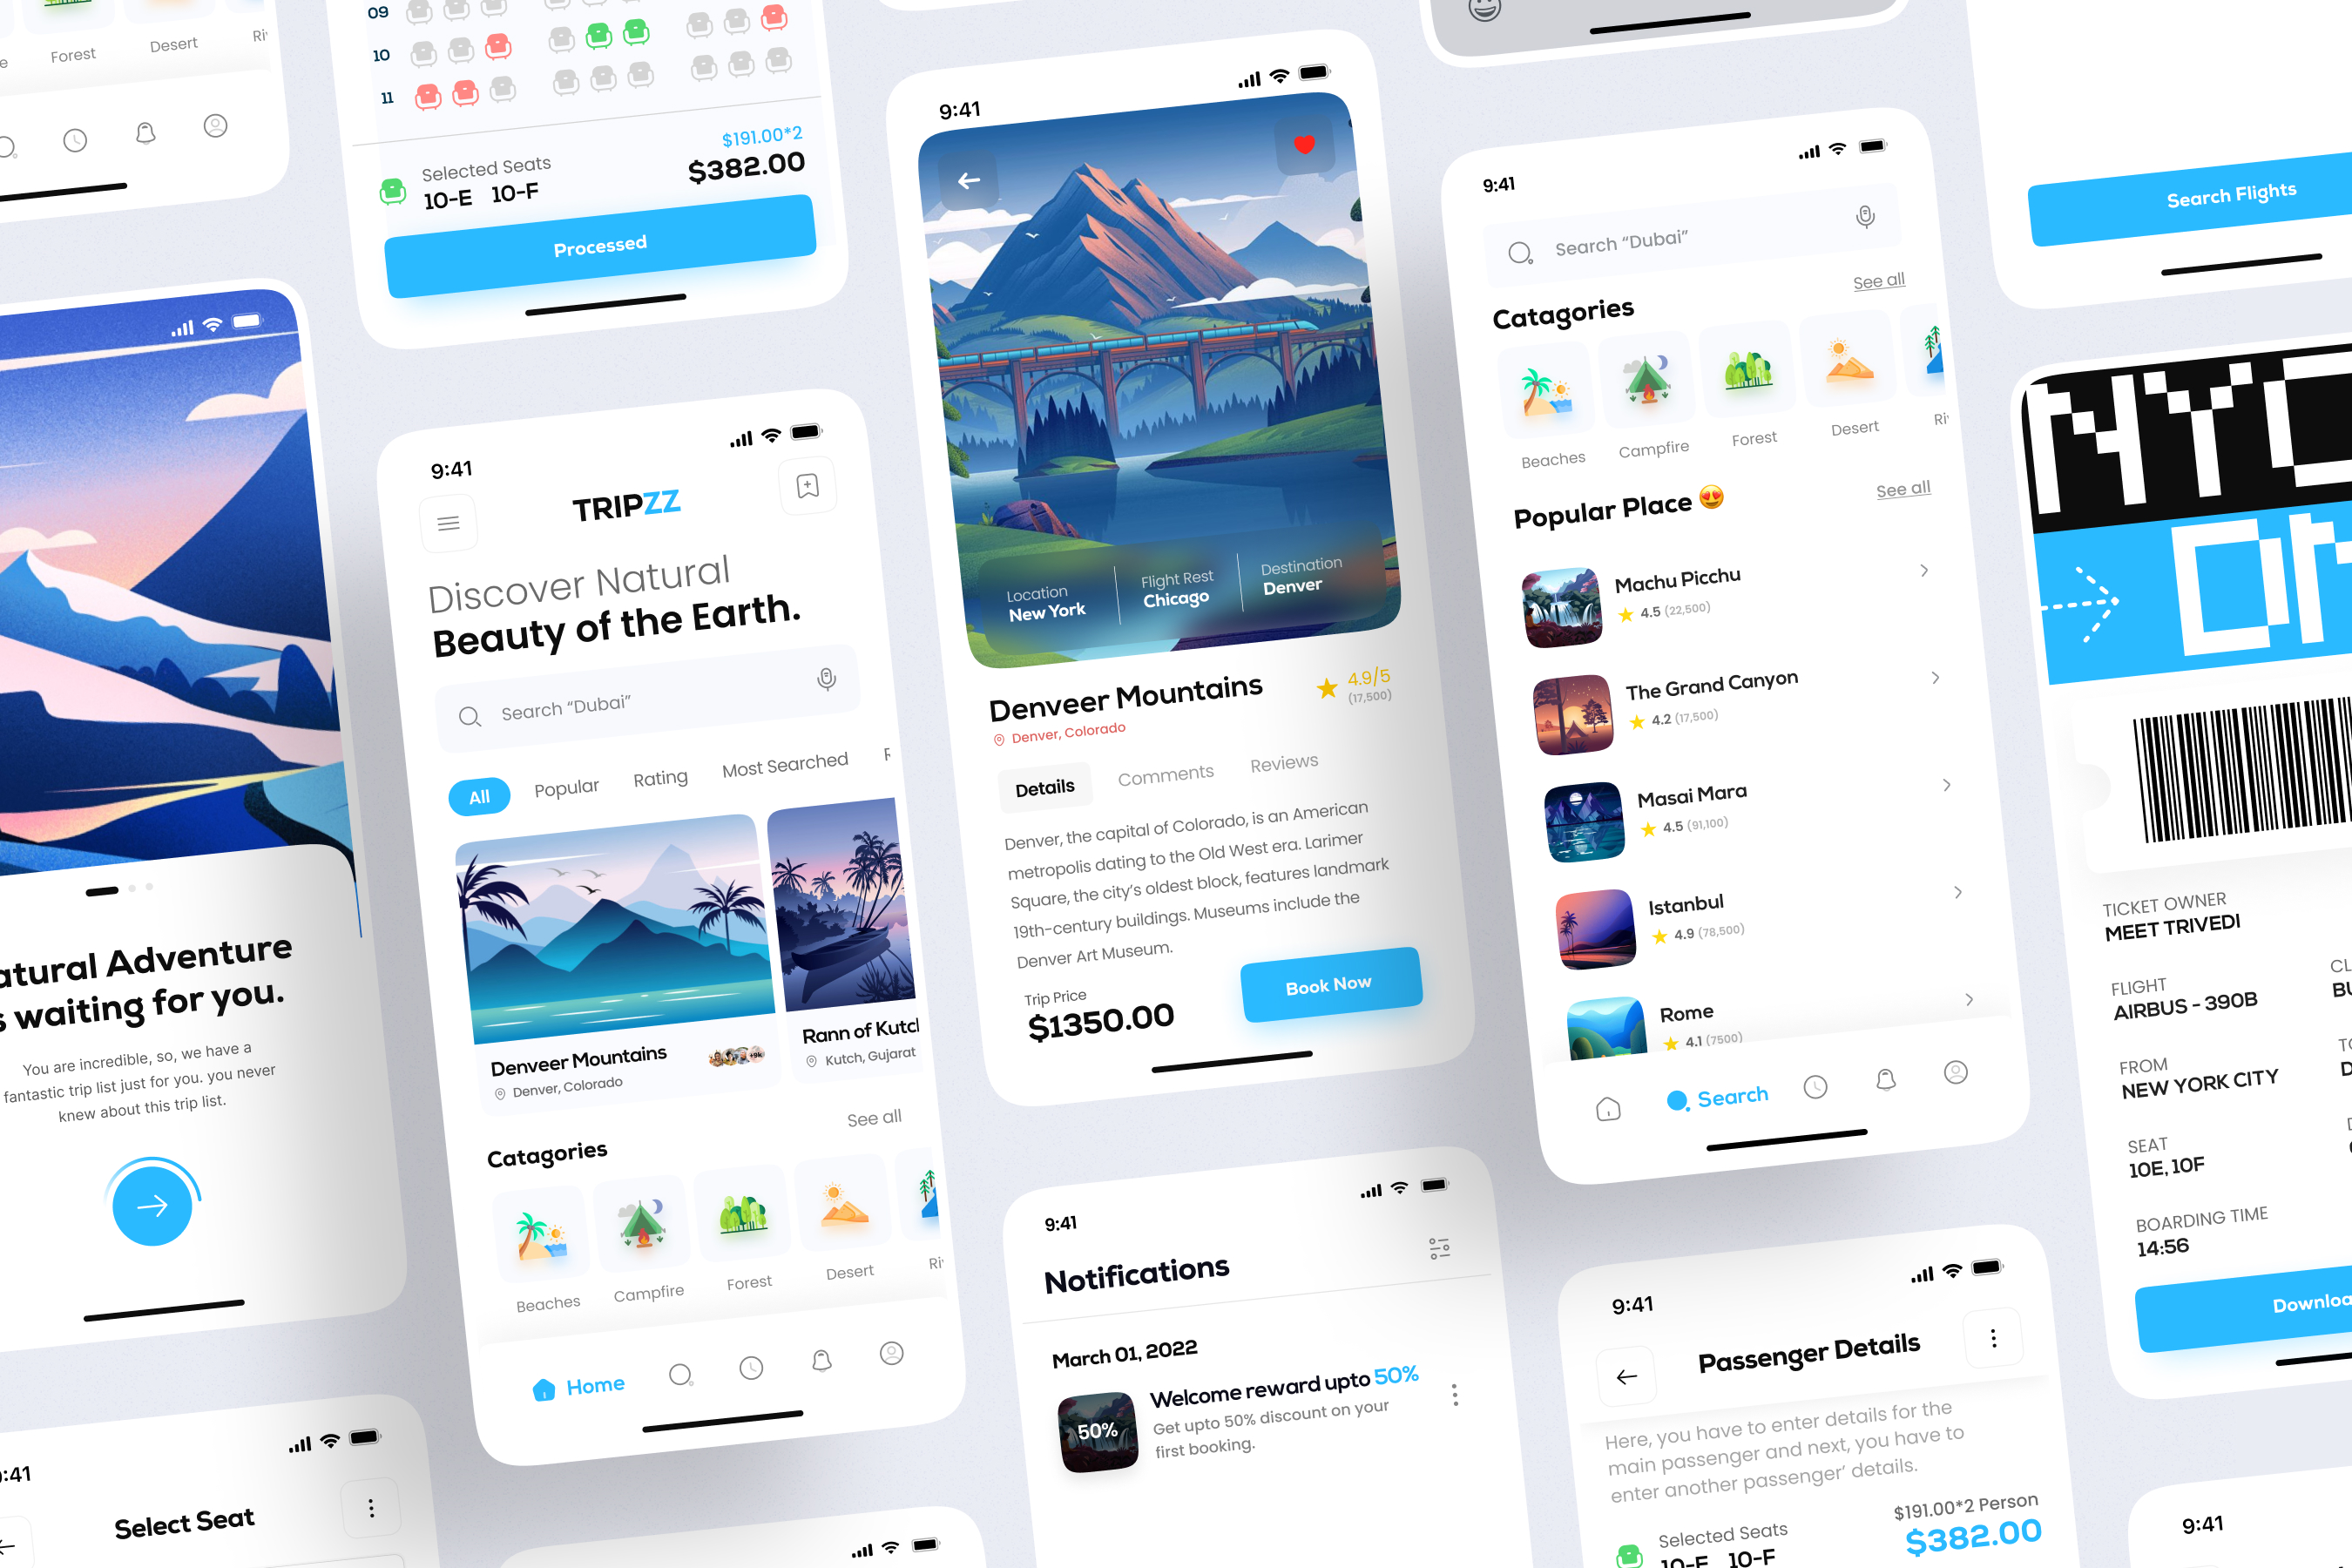 Forest
Desert
09
10
11
Selected Seats
10-E 10-F
$191.00*2
$382.00
Processed
atural Adventure
s waiting for you.
You are incredible, so, we have a
fantastic trip list just for you. you never
knew about this trip list.
9:41
Select Seat
9:41
TRIPZZ
Discover Natural
Beauty of the Earth.
Search “Dubai”
All
Popular
Rating
Most Searched
Denveer Mountains
Denver, Colorado
+9k
Rann of Kutch
Kutch, Gujarat
Catagories
See all
Beaches
Campfire
Forest
Desert
Ri
Home
9:41
Location
New York
Flight Rest
Chicago
Destination
Denver
Denveer Mountains
4.9/5
(17,500)
Denver, Colorado
Details
Comments
Reviews
Denver, the capital of Colorado, is an American
metropolis dating to the Old West era. Larimer
Square, the city’s oldest block, features landmark
19th-century buildings. Museums include the
Denver Art Museum.
Trip Price
$1350.00
Book Now
9:41
Notifications
March 01, 2022
50%
Welcome reward upto 50%
Get upto 50% discount on your
first booking.
9:41
Search “Dubai”
Catagories
See all
Beaches
Campfire
Forest
Desert
Ri
Popular Place 😍
See all
Machu Picchu
4.5 (22,500)
The Grand Canyon
4.2 (17,500)
Masai Mara
4.5 (91,100)
Istanbul
4.9 (78,500)
Rome
4.1 (7500)
Search
9:41
Passenger Details
Here, you have to enter details for the
main passenger and next, you have to
enter another passenger’ details.
Selected Seats
10-E 10-F
$191.00*2 Person
$382.00
Search Flights
NYC
TICKET OWNER
MEET TRIVEDI
FLIGHT
AIRBUS - 390B
CL
BU
FROM
NEW YORK CITY
SEAT
10E, 10F
BOARDING TIME
14:56
Downloa
9:41